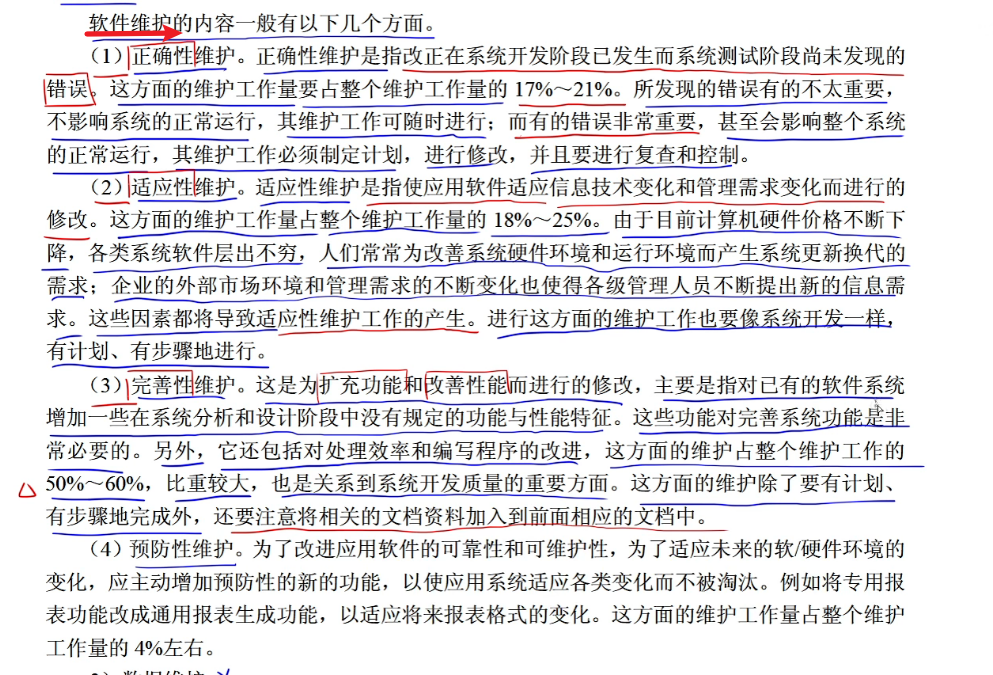 软件维护的内容一般有以下几个方面。
（1）正确性维护。正确性维护是指改正在系统开发阶段已发生而系统测试阶段尚未发现的
错误。这方面的维护工作量要占整个维护工作量的 17%～21%。所发现的错误有的不太重要，
不影响系统的正常运行，其维护工作可随时进行；而有的错误非常重要，甚至会影响整个系统
的正常运行，其维护工作必须制定计划，进行修改，并且要进行复查和控制。
（2）适应性维护。适应性维护是指使应用软件适应信息技术变化和管理需求变化而进行的
修改。这方面的维护工作量占整个维护工作量的 18%～25%。由于目前计算机硬件价格不断下
降，各类系统软件层出不穷，人们常常为改善系统硬件环境和运行环境而产生系统更新换代的
需求；企业的外部市场环境和管理需求的不断变化也使得各级管理人员不断提出新的信息需
求。这些因素都将导致适应性维护工作的产生。进行这方面的维护工作也要像系统开发一样，
有计划、有步骤地进行。
（3）完善性维护。这是为扩充功能和改善性能而进行的修改，主要是指对已有的软件系统
增加一些在系统分析和设计阶段中没有规定的功能与性能特征。这些功能对完善系统功能是非
常必要的。另外，它还包括对处理效率和编写程序的改进，这方面的维护占整个维护工作的
50%～60%，比重较大，也是关系到系统开发质量的重要方面。这方面的维护除了要有计划、
有步骤地完成外，还要注意将相关的文档资料加入到前面相应的文档中。
（4）预防性维护。为了改进应用软件的可靠性和可维护性，为了适应未来的软/硬件环境的
变化，应主动增加预防性的新的功能，以使应用系统适应各类变化而不被淘汰。例如将专用报
表功能改成通用报表生成功能，以适应将来报表格式的变化。这方面的维护工作量占整个维护
工作量的 4%左右。